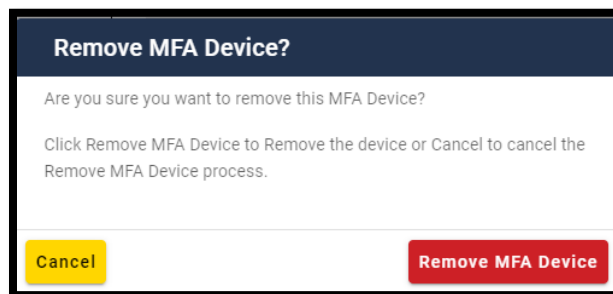 Remove MFA Device?
Are you sure you want to remove this MFA Device?
Click Remove MFA Device to Remove the device or Cancel to cancel the
Remove MFA Device process.
Cancel
Remove MFA Device